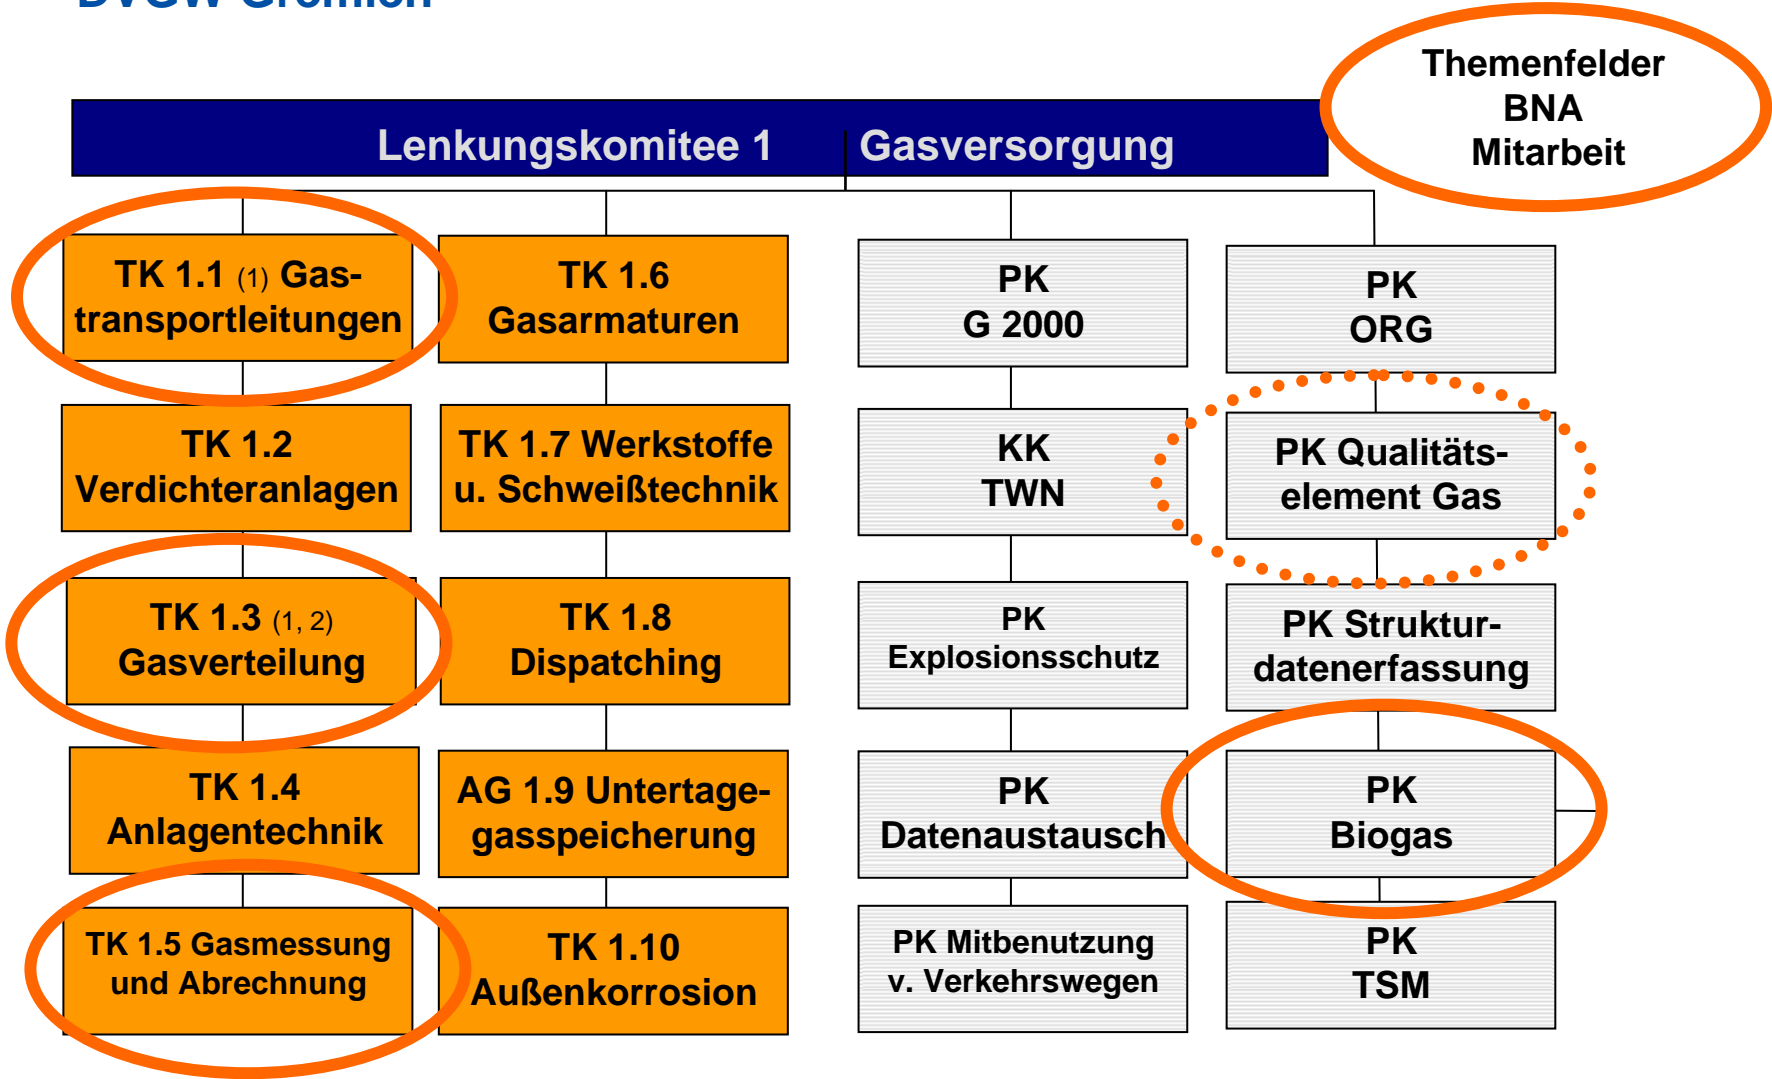 DVGW Gremien
Themenfelder
BNA
Mitarbeit
Lenkungskomitee 1 Gasversorgung
TK 1.1 (1) Gas-
transportleitungen
TK 1.6
Gasarmaturen
PK
G 2000
PK
ORG
TK 1.2
Verdichteranlagen
TK 1.7 Werkstoffe
u. Schweißtechnik
KK
TWN
PK Qualitäts-
element Gas
TK 1.3 (1, 2)
Gasverteilung
TK 1.8
Dispatching
PK
Explosionsschutz
PK Struktur-
datenerfassung
TK 1.4
Anlagentechnik
AG 1.9 Untertage-
gasspeicherung
PK
Datenaustausch
PK
Biogas
TK 1.5 Gasmessung
und Abrechnung
TK 1.10
Außenkorrosion
PK Mitbenutzung
v. Verkehrswegen
PK
TSM